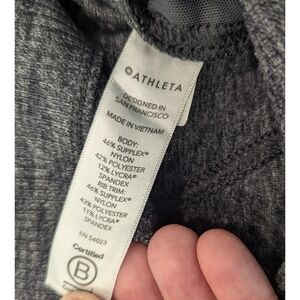 ATHLETA
DESIGNED IN
SAN FRANCISCO
MADE IN VIETNAM
BODY:
46% SUPPLEX®
NYLON
42% POLYESTER
12% LYCRA®
SPANDEX
RIB TRIM:
46% SUPPLEX®
NYLON
43% POLYESTER
11% LYCRA®
SPANDEX
RN 54023
Certified
B